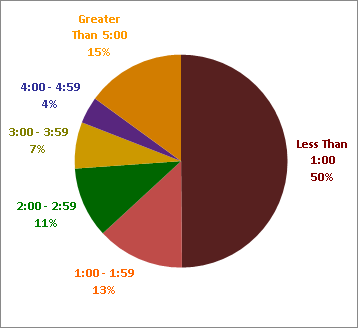 Greater
Than 5:00
15%
4:00 - 4:59
4%
3:00 - 3:59
7%
2:00 - 2:59
11%
1:00 - 1:59
13%
Less Than
1:00
50%